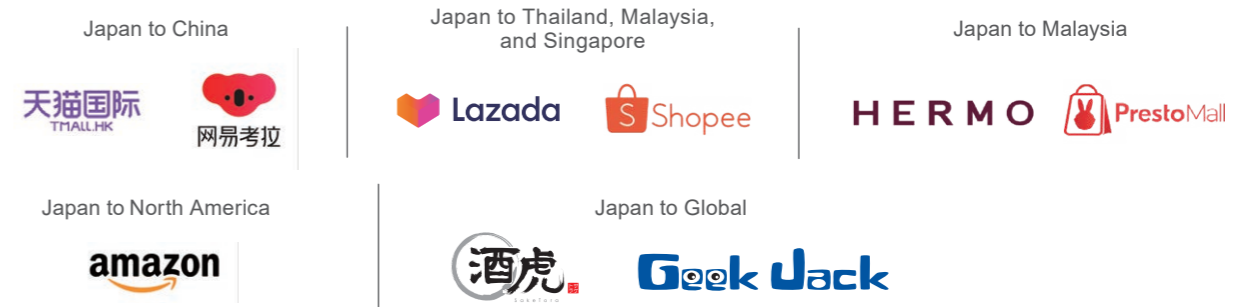 Japan to China
天猫国际
TMALL.HK
网易考拉
Japan to Thailand, Malaysia,
and Singapore
Lazada
S Shopee
Japan to Malaysia
HERMO
PrestoMall
Japan to North America
amazon
Japan to Global
酒虎
SakeTora
Geek Jack